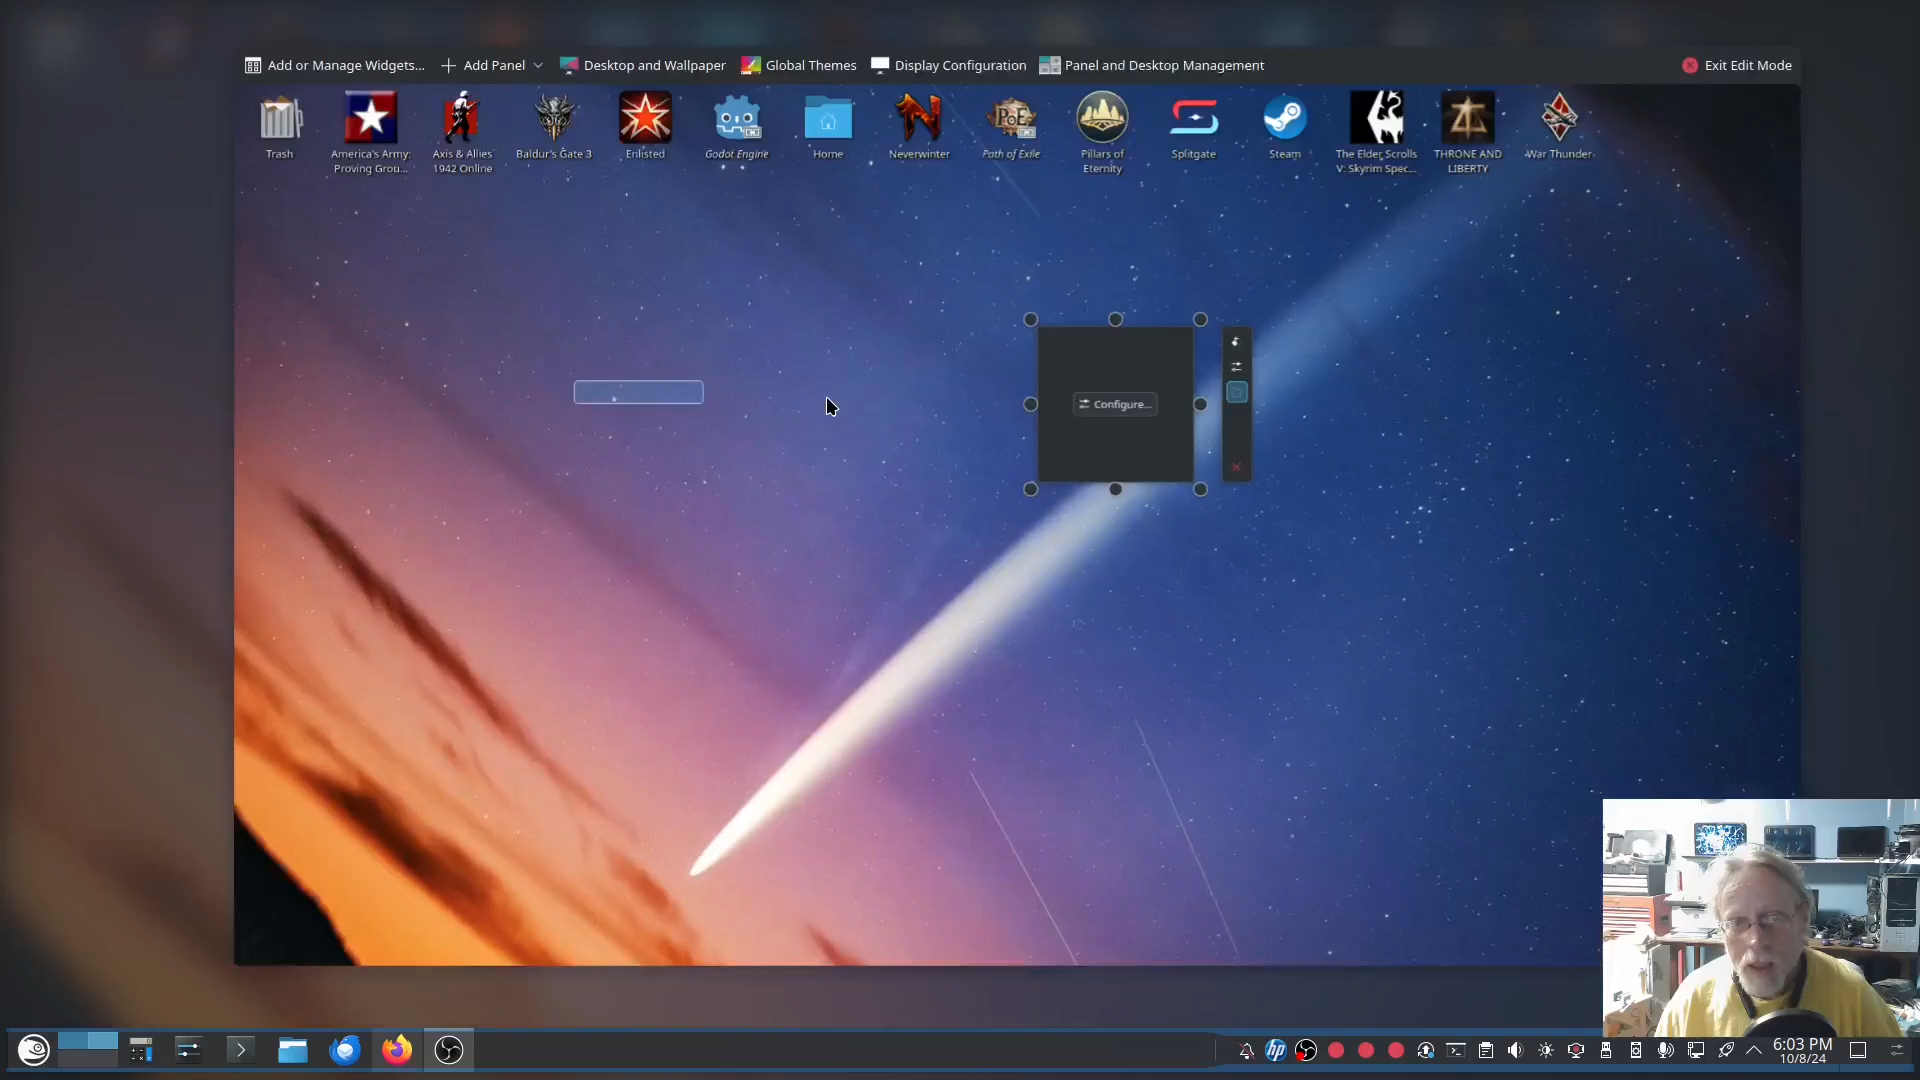 Add or Manage Widgets... Add Panel Desktop and Wallpaper Global Themes Display Configuration Panel and Desktop Management Exit Edit Mode
Trash
America's Army: Proving Grou...
Axis & Allies 1942 Online
Baldur's Gate 3
Enlisted
Godot Engine
Home
Neverwinter
Path of Exile
Pillars of Eternity
Splitgate
Steam
The Elder Scrolls V: Skyrim Spec...
THRONE AND LIBERTY
War Thunder
Configure...
6:03 PM
10/8/24